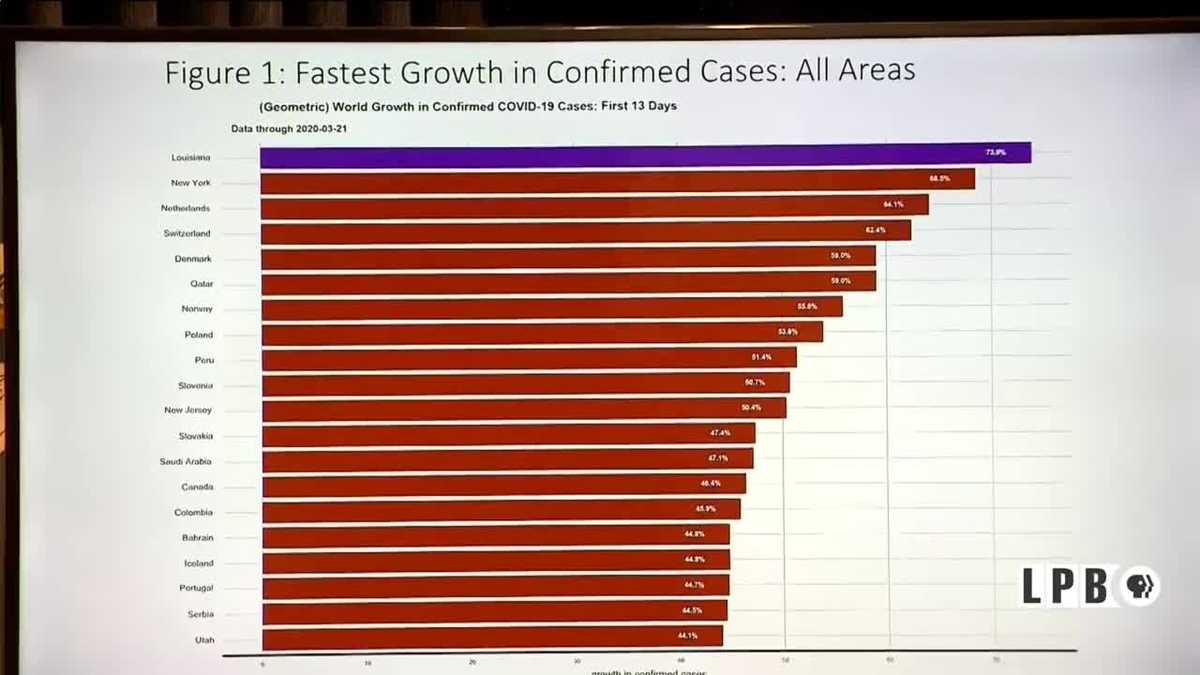 Figure 1: Fastest Growth in Confirmed Cases: All Areas
(Geometric) World Growth in Confirmed COVID-19 Cases: First 13 Days
Data through 2020-03-21
Louisiana 73.8%
New York 68.5%
Netherlands 64.1%
Switzerland 62.4%
Denmark 59.0%
Qatar 59.0%
Norway 55.8%
Poland 53.8%
Peru 51.4%
Slovenia 50.7%
New Jersey 50.4%
Slovakia 47.4%
Saudi Arabia 47.1%
Canada 46.4%
Colombia 45.9%
Bahrain 44.8%
Iceland 44.8%
Portugal 44.7%
Serbia 44.5%
Utah 44.1%
0 10 20 30 40 50 60 70
growth in confirmed cases
LPB